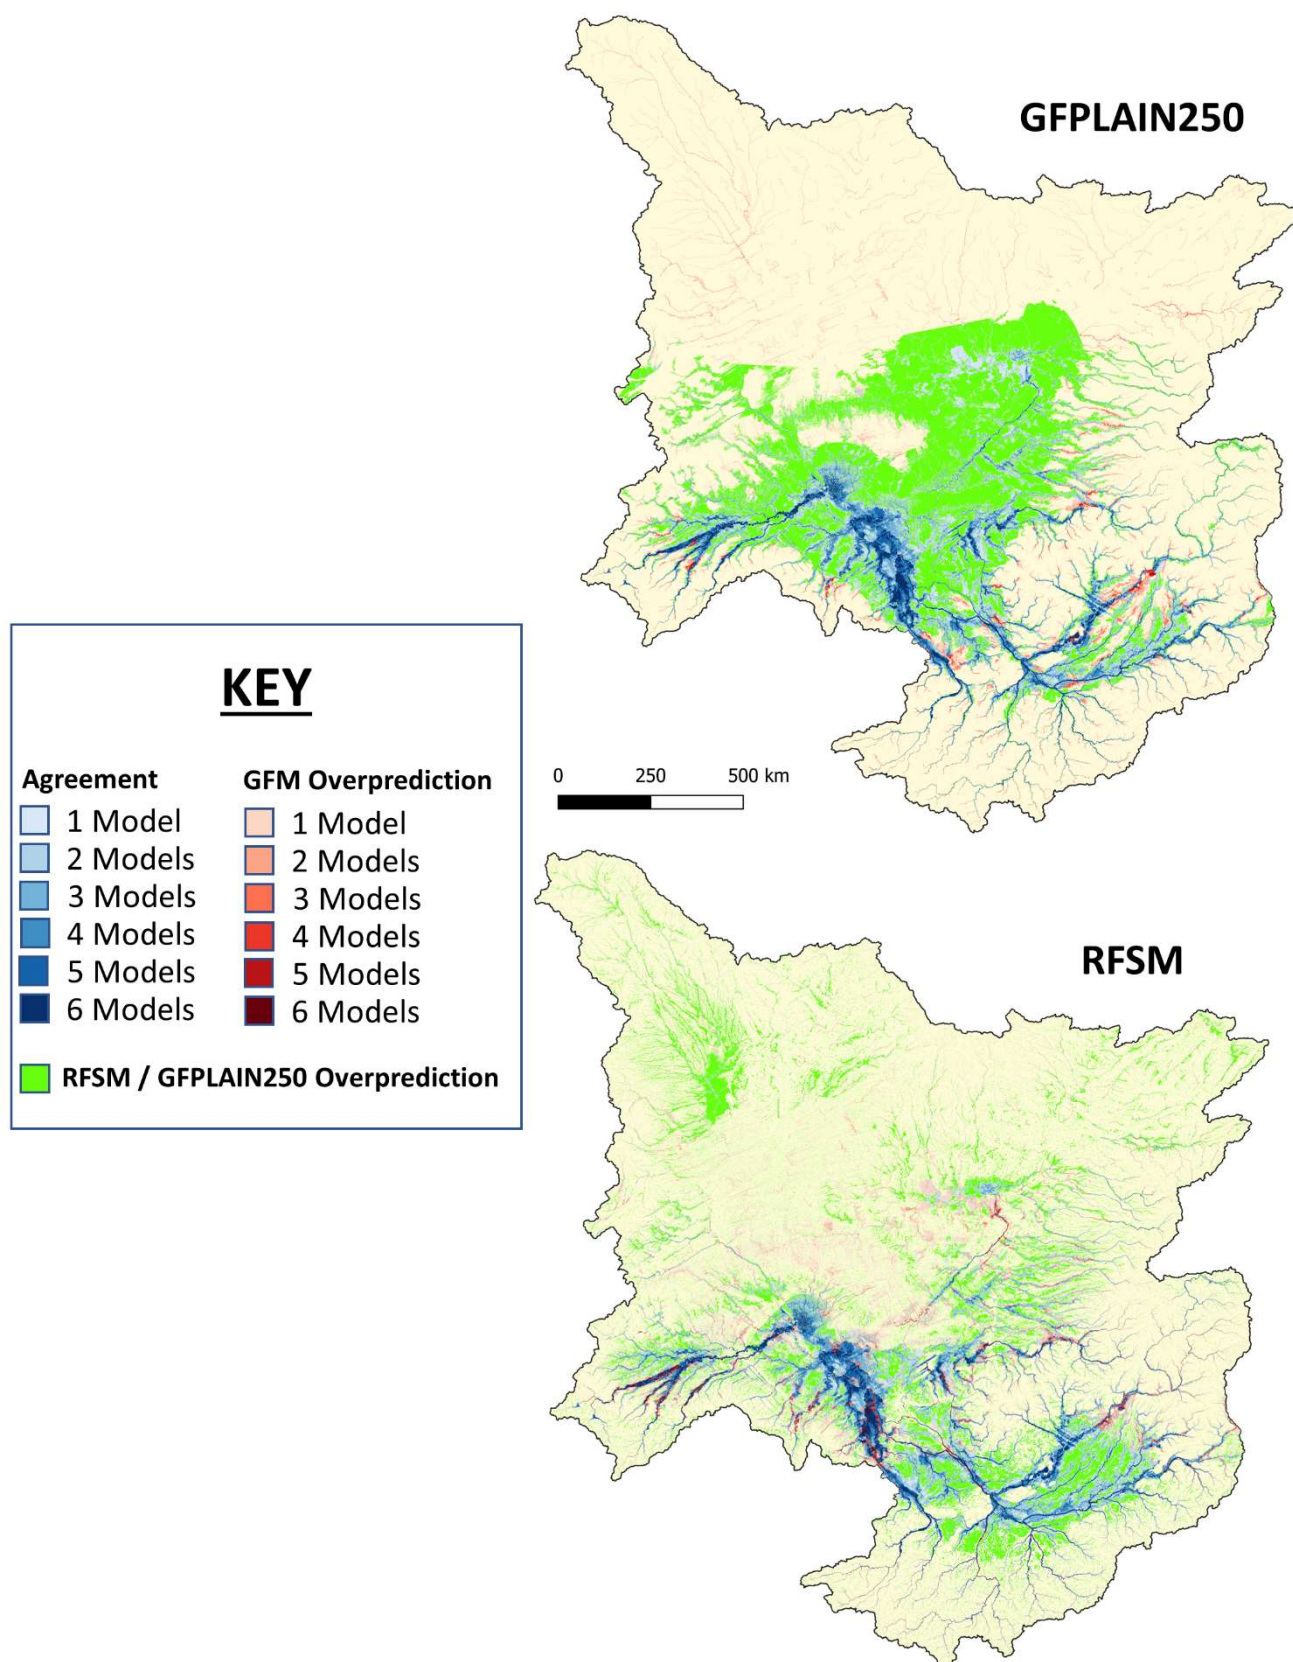 GFPLAIN250
KEY
Agreement
GFM Overprediction
1 Model
1 Model
2 Models
2 Models
3 Models
3 Models
4 Models
4 Models
5 Models
5 Models
6 Models
6 Models
RFSM / GFPLAIN250 Overprediction
0 250 500 km
RFSM